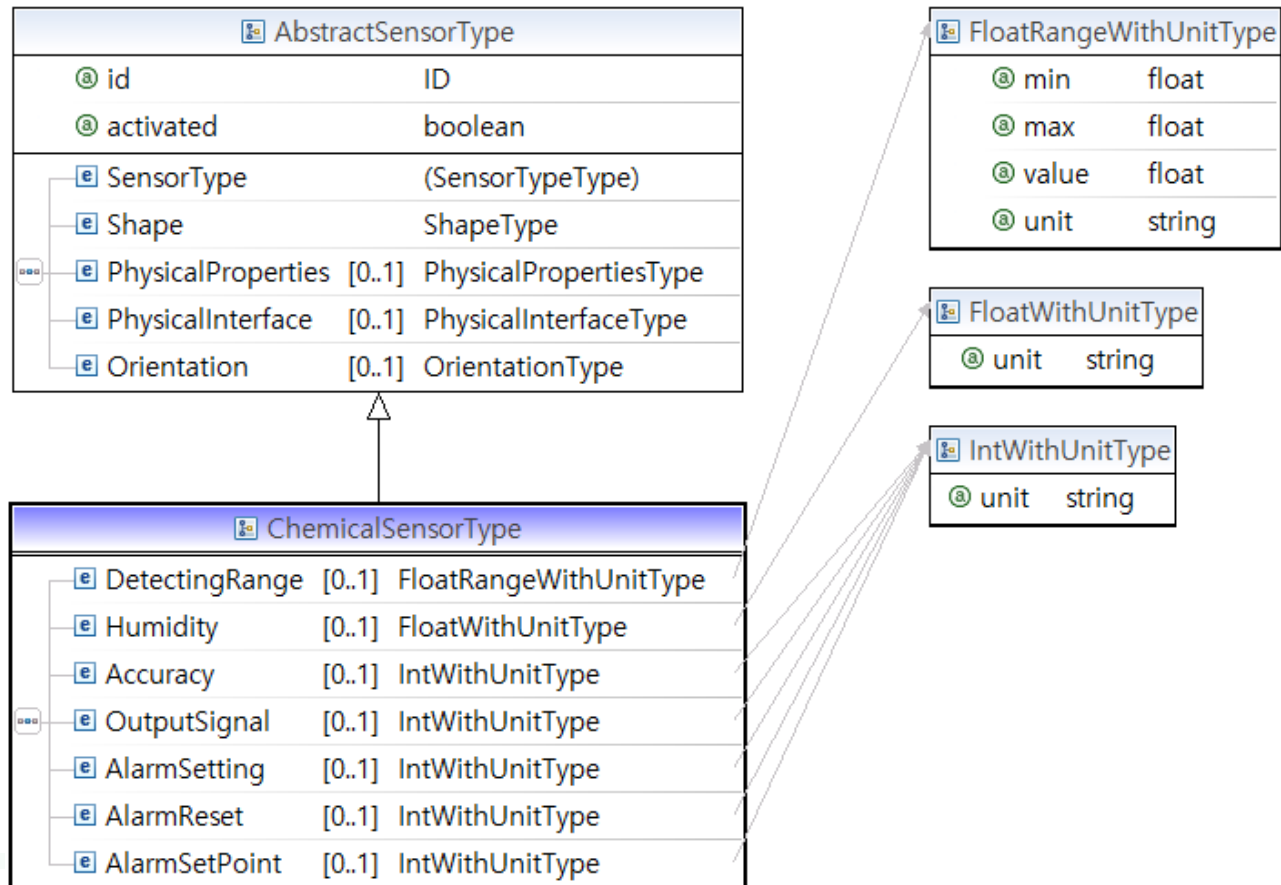 AbstractSensorType
id ID
activated boolean
SensorType (SensorTypeType)
Shape ShapeType
PhysicalProperties [0..1] PhysicalPropertiesType
PhysicalInterface [0..1] PhysicalInterfaceType
Orientation [0..1] OrientationType
ChemicalSensorType
DetectingRange [0..1] FloatRangeWithUnitType
Humidity [0..1] FloatWithUnitType
Accuracy [0..1] IntWithUnitType
OutputSignal [0..1] IntWithUnitType
AlarmSetting [0..1] IntWithUnitType
AlarmReset [0..1] IntWithUnitType
AlarmSetPoint [0..1] IntWithUnitType
FloatRangeWithUnitType
min float
max float
value float
unit string
FloatWithUnitType
unit string
IntWithUnitType
unit string